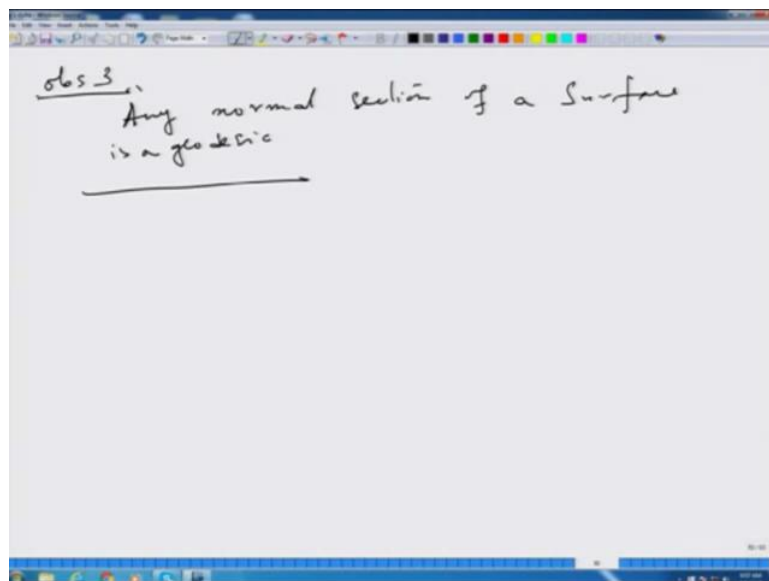 obs 3.
Any normal section of a Surface
is a geodesic